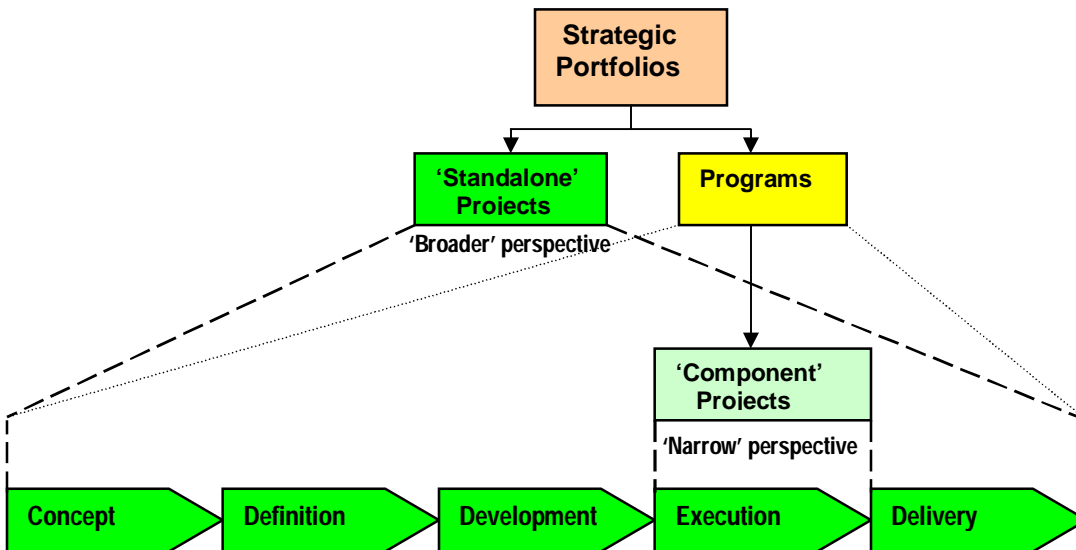 Strategic
Portfolios
‘Standalone’
Projects
Programs
‘Broader’ perspective
‘Component’
Projects
‘Narrow’ perspective
Concept
Definition
Development
Execution
Delivery